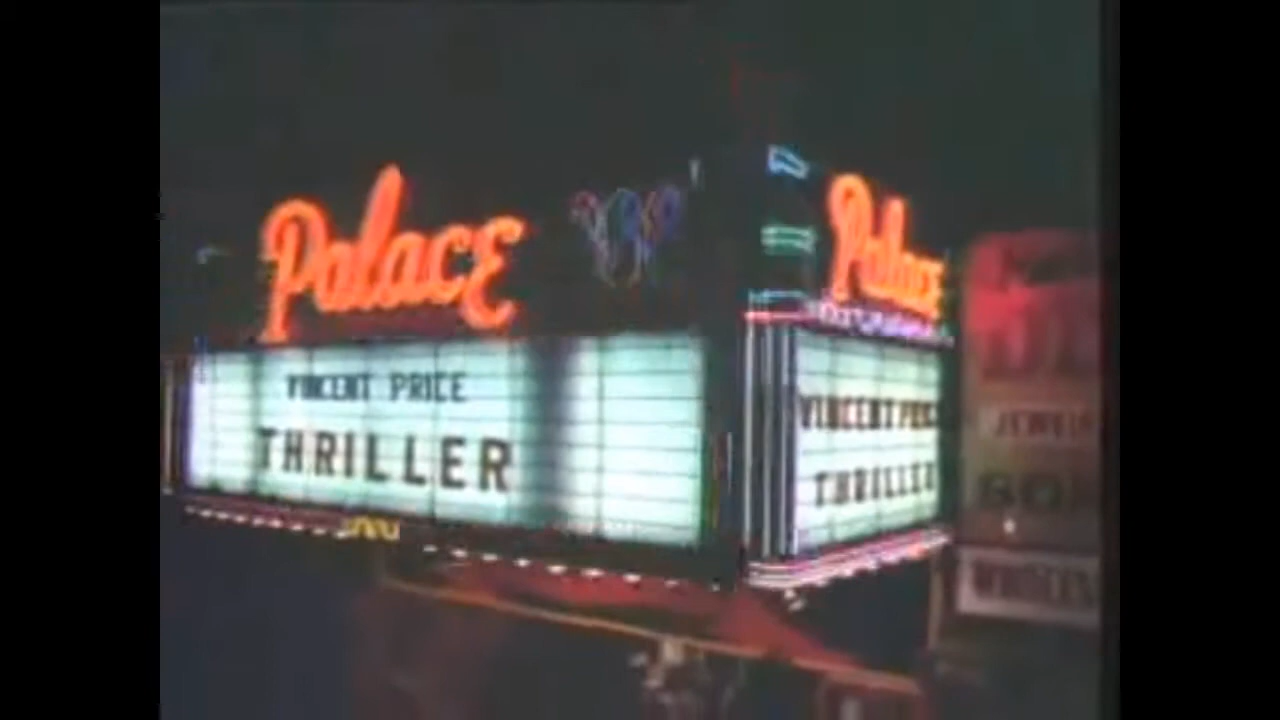 Palace
VINCENT PRICE
THRILLER
Palace
VINCENT PRICE
THRILLER